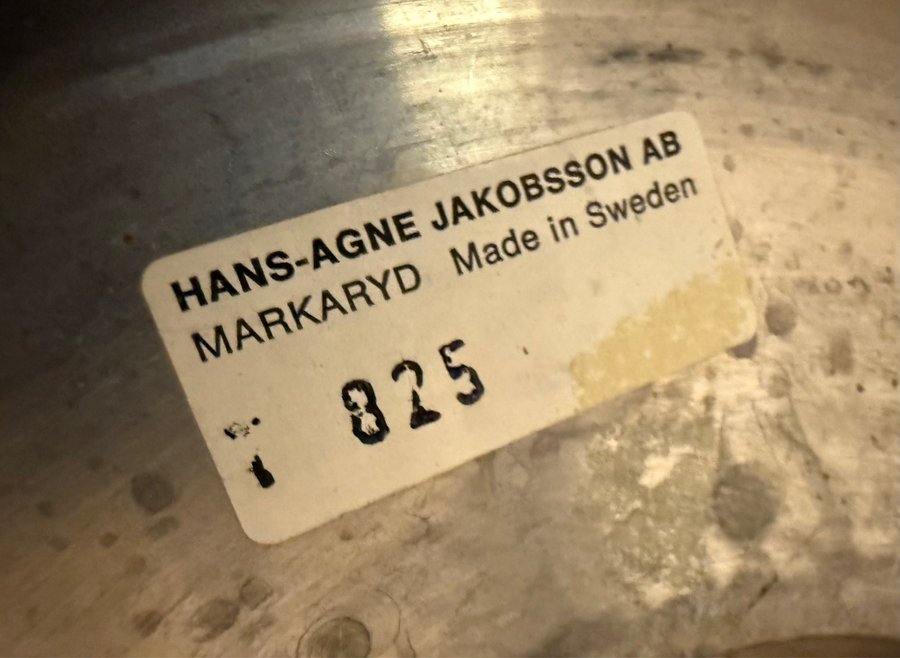 HANS-AGNE JAKOBSSON AB
MARKARYD Made in Sweden
T 825